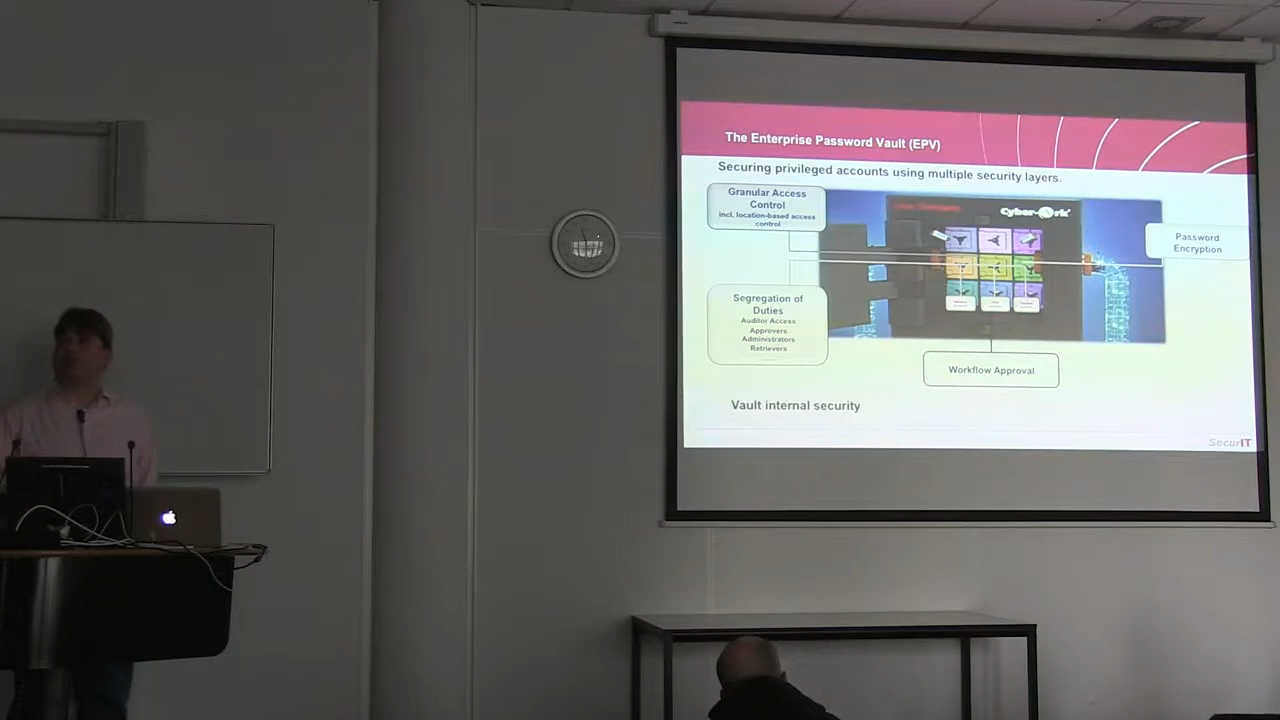 The Enterprise Password Vault (EPV)
Securing privileged accounts using multiple security layers.
Granular Access
Control
incl. location-based access
control
Cyber-Ark
Password
Encryption
Segregation of
Duties
Auditor Access
Approvers
Administrators
Retrievers
Workflow Approval
Vault internal security
SecurIT